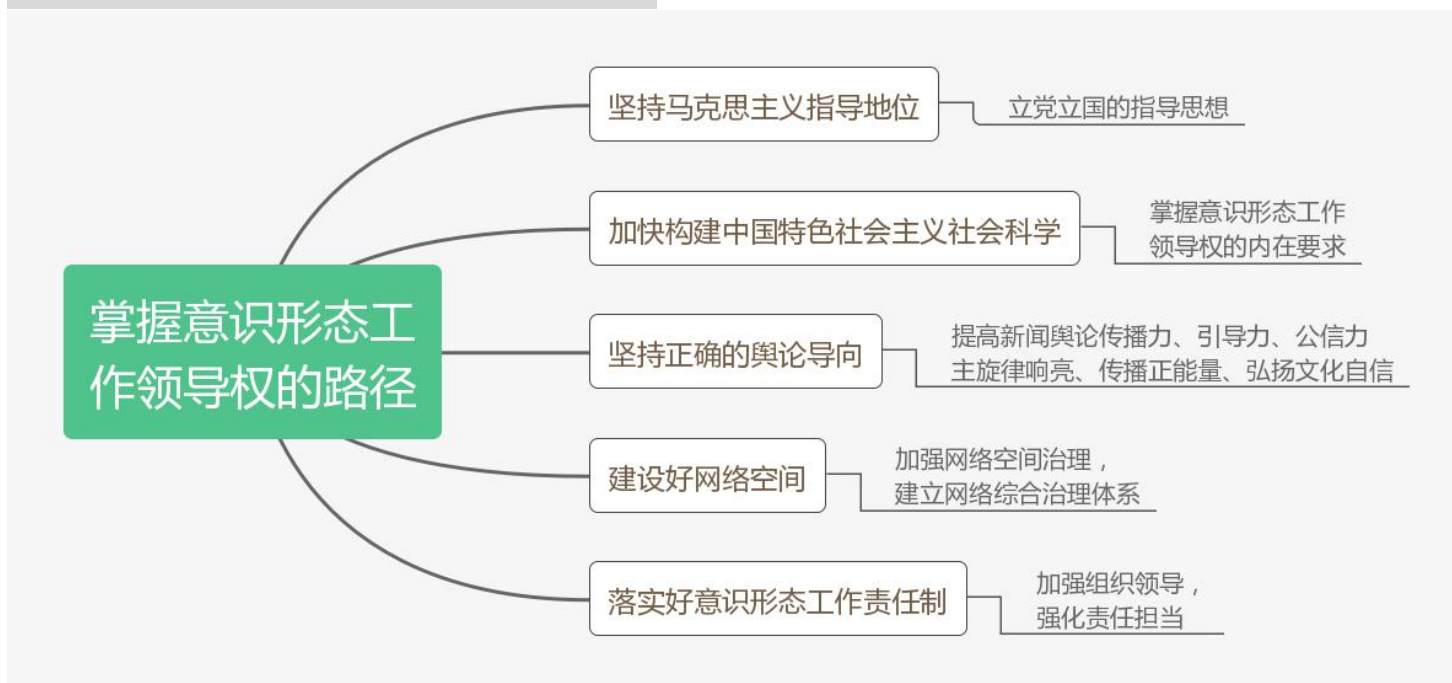 掌握意识形态工
作领导权的路径
坚持马克思主义指导地位
立党立国的指导思想
加快构建中国特色社会主义社会科学
掌握意识形态工作
领导权的内在要求
坚持正确的舆论导向
提高新闻舆论传播力、引导力、公信力
主旋律响亮、传播正能量、弘扬文化自信
建设好网络空间
加强网络空间治理，
建立网络综合治理体系
落实好意识形态工作责任制
加强组织领导，
强化责任担当